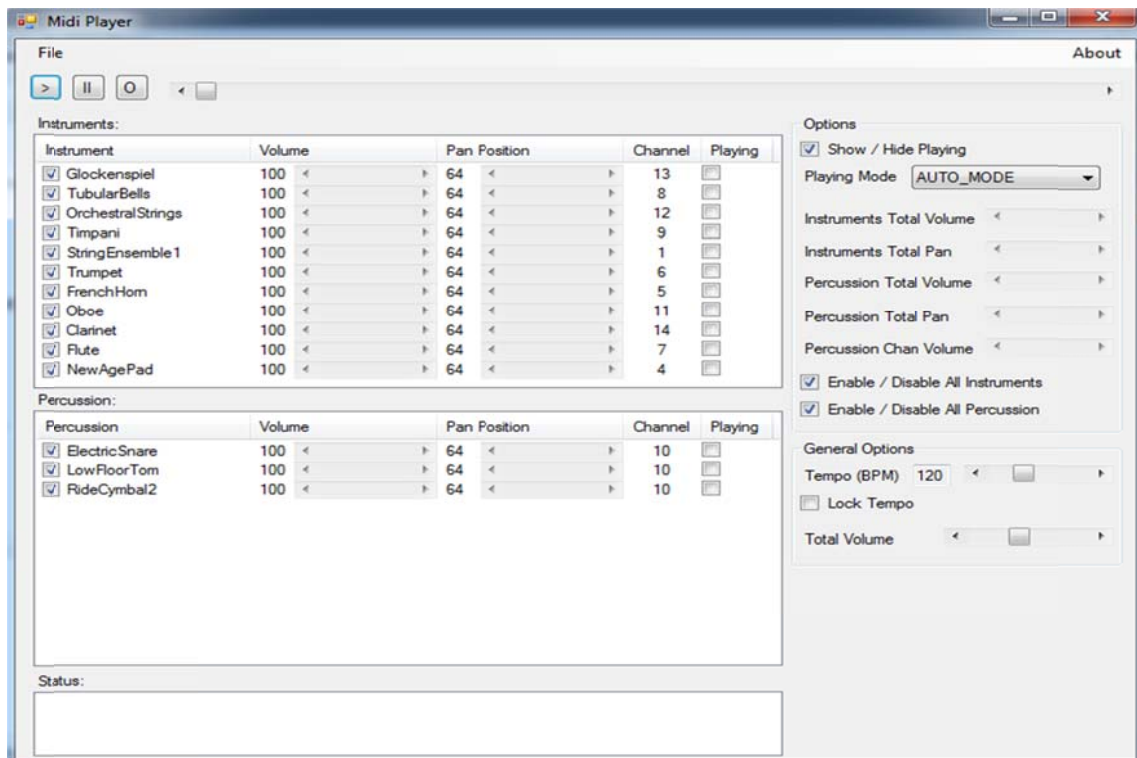 Midi Player
File About
> II O
Instruments:
Instrument Volume Pan Position Channel Playing
Glockenspiel 100 64 13
TubularBells 100 64 8
OrchestralStrings 100 64 12
Timpani 100 64 9
StringEnsemble1 100 64 1
Trumpet 100 64 6
FrenchHorn 100 64 5
Oboe 100 64 11
Clarinet 100 64 14
Flute 100 64 7
NewAgePad 100 64 4
Percussion:
Percussion Volume Pan Position Channel Playing
ElectricSnare 100 64 10
LowFloorTom 100 64 10
RideCymbal2 100 64 10
Status:
Options
Show / Hide Playing
Playing Mode AUTO_MODE
Instruments Total Volume
Instruments Total Pan
Percussion Total Volume
Percussion Total Pan
Percussion Chan Volume
Enable / Disable All Instruments
Enable / Disable All Percussion
General Options
Tempo (BPM) 120
Lock Tempo
Total Volume